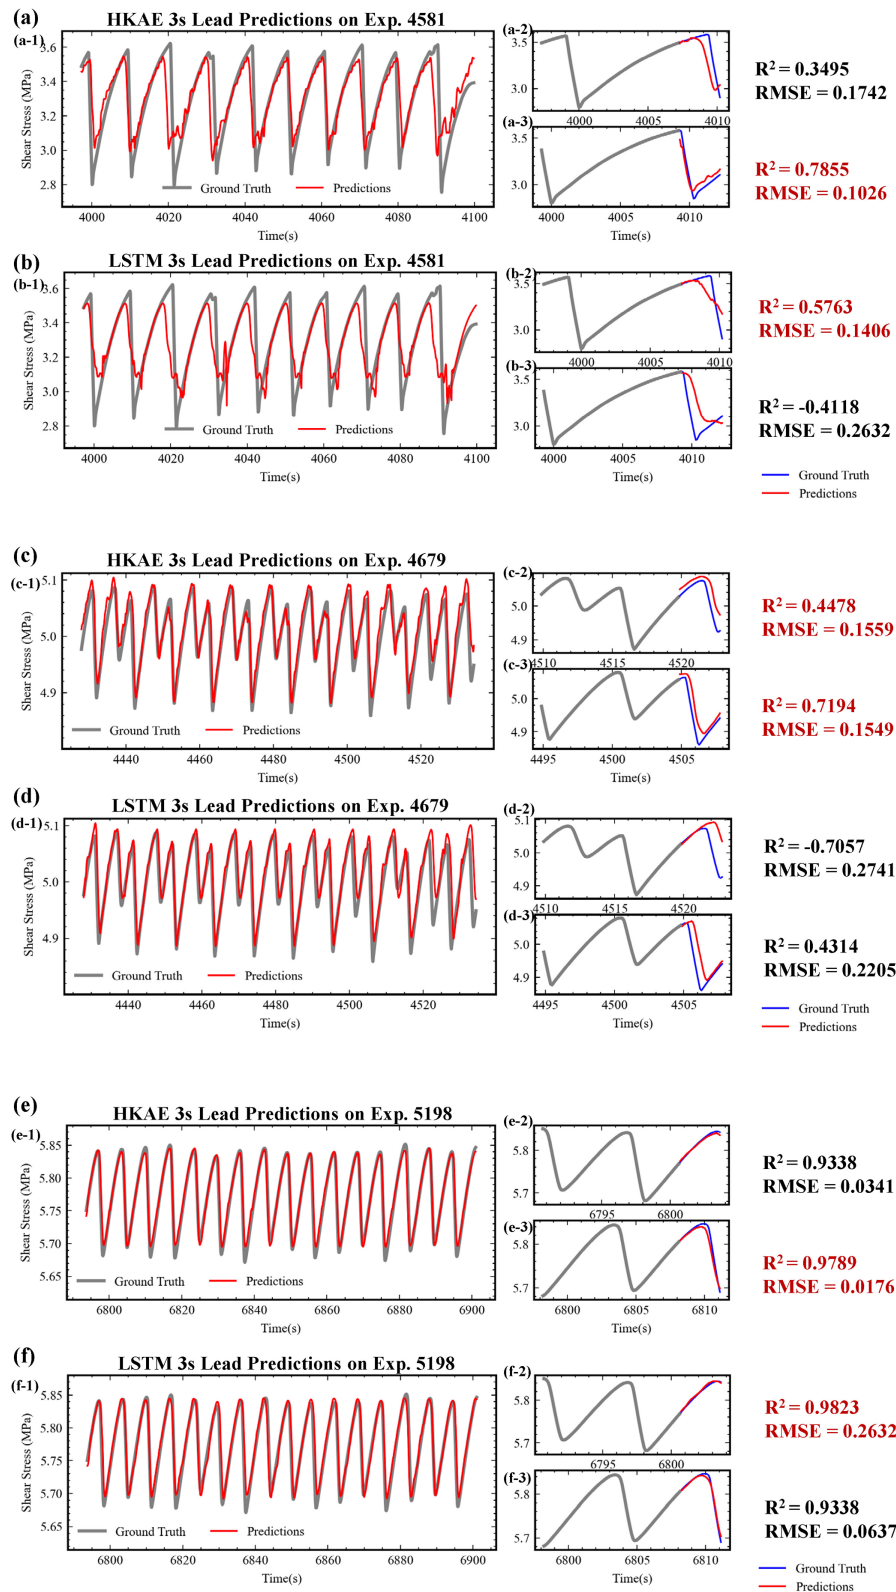 (a)
HKAE 3s Lead Predictions on Exp. 4581
(a-1)
3.6
3.4
3.2
3.0
2.8
Shear Stress (MPa)
Ground Truth
Predictions
4000
4020
4040
4060
4080
4100
Time(s)
(a-2)
3.5
3.0
4000
4005
4010
R² = 0.3495
RMSE = 0.1742
(a-3)
3.5
3.0
4000
4005
4010
Time(s)
R² = 0.7855
RMSE = 0.1026
(b)
LSTM 3s Lead Predictions on Exp. 4581
(b-1)
3.6
3.4
3.2
3.0
2.8
Shear Stress (MPa)
Ground Truth
Predictions
4000
4020
4040
4060
4080
4100
Time(s)
(b-2)
3.5
3.0
4000
4005
4010
R² = 0.5763
RMSE = 0.1406
(b-3)
3.5
3.0
4000
4005
4010
Time(s)
R² = -0.4118
RMSE = 0.2632
Ground Truth
Predictions
(c)
HKAE 3s Lead Predictions on Exp. 4679
(c-1)
5.1
5.0
4.9
Shear Stress (MPa)
Ground Truth
Predictions
4440
4460
4480
4500
4520
Time(s)
(c-2)
5.0
4.9
4510
4515
4520
R² = 0.4478
RMSE = 0.1559
(c-3)
5.0
4.9
4495
4500
4505
Time(s)
R² = 0.7194
RMSE = 0.1549
(d)
LSTM 3s Lead Predictions on Exp. 4679
(d-1)
5.1
5.0
4.9
Shear Stress (MPa)
Ground Truth
Predictions
4440
4460
4480
4500
4520
Time(s)
(d-2)
5.1
5.0
4.9
4510
4515
4520
R² = -0.7057
RMSE = 0.2741
(d-3)
5.0
4.9
4495
4500
4505
Time(s)
R² = 0.4314
RMSE = 0.2205
Ground Truth
Predictions
(e)
HKAE 3s Lead Predictions on Exp. 5198
(e-1)
5.85
5.80
5.75
5.70
5.65
Shear Stress (MPa)
Ground Truth
Predictions
6800
6820
6840
6860
6880
6900
Time(s)
(e-2)
5.8
5.7
6795
6800
R² = 0.9338
RMSE = 0.0341
(e-3)
5.8
5.7
6800
6805
6810
Time(s)
R² = 0.9789
RMSE = 0.0176
(f)
LSTM 3s Lead Predictions on Exp. 5198
(f-1)
5.85
5.80
5.75
5.70
5.65
Shear Stress (MPa)
Ground Truth
Predictions
6800
6820
6840
6860
6880
6900
Time(s)
(f-2)
5.8
5.7
6795
6800
R² = 0.9823
RMSE = 0.2632
(f-3)
5.8
5.7
6800
6805
6810
Time(s)
R² = 0.9338
RMSE = 0.0637
Ground Truth
Predictions